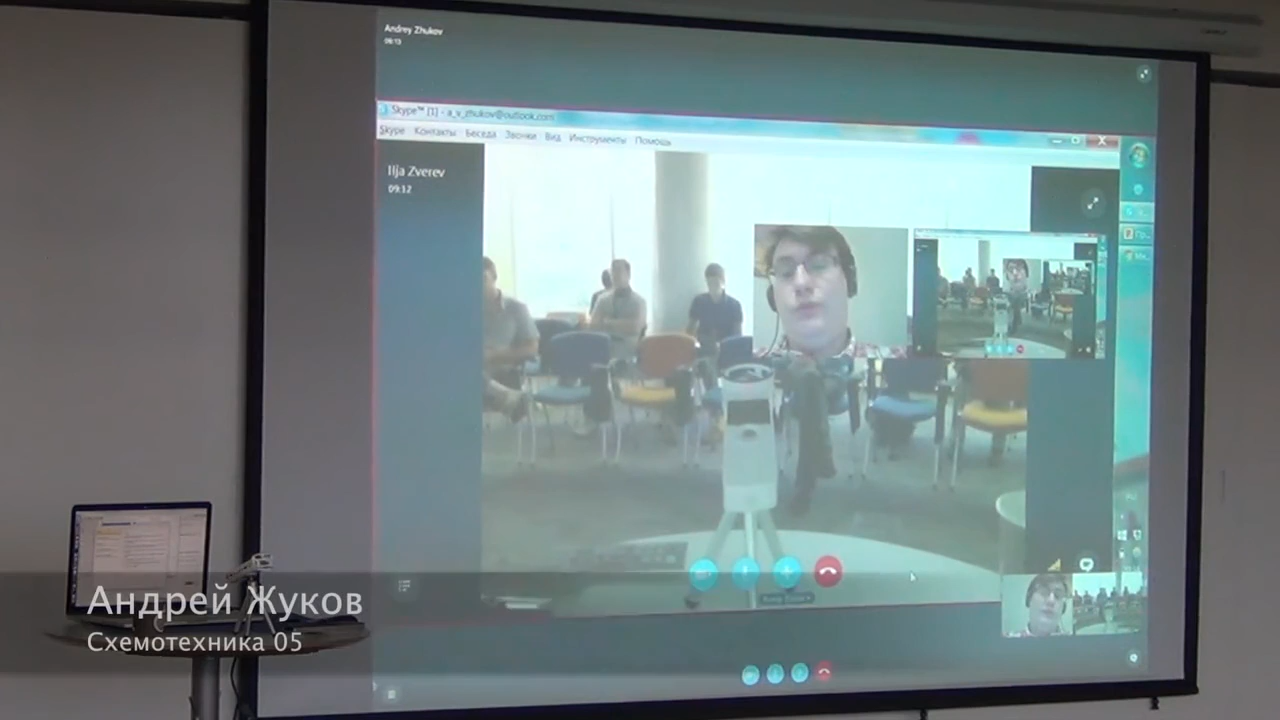 Andrey Zhukov
09:13
Skype™ [1] - a_v_zhukov@outlook.com
Skype Контакты Беседа Звонки Вид Инструменты Помощь
Ilja Zverev
09:12
Андрей Жуков
Схемотехника 05